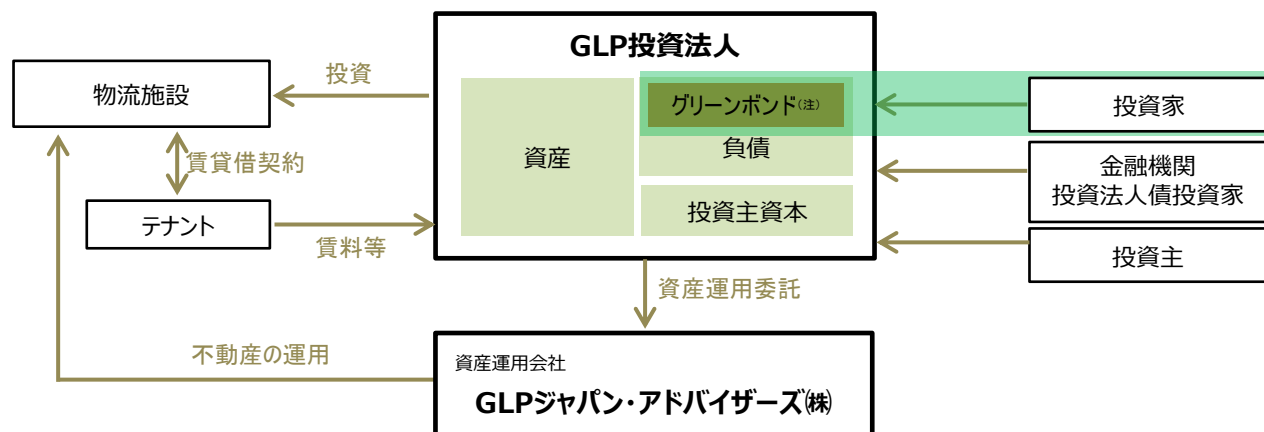 GLP投資法人
物流施設
投資
グリーンボンド(注)
投資家
資産
負債
賃貸借契約
金融機関
投資法人債投資家
テナント
賃料等
投資主資本
投資主
資産運用委託
不動産の運用
資産運用会社
GLPジャパン・アドバイザーズ㈱